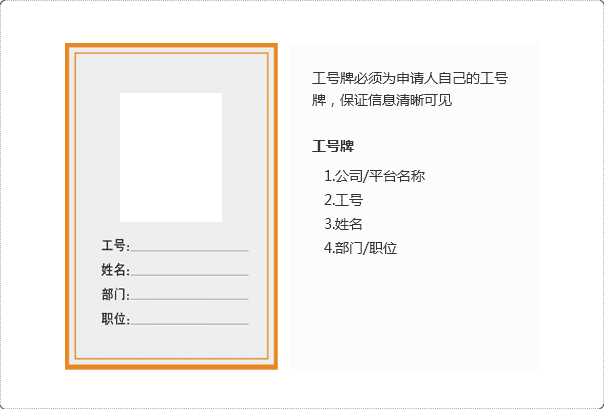 工号:
姓名:
部门:
职位:
工号牌必须为申请人自己的工号
牌，保证信息清晰可见
工号牌
1.公司/平台名称
2.工号
3.姓名
4.部门/职位